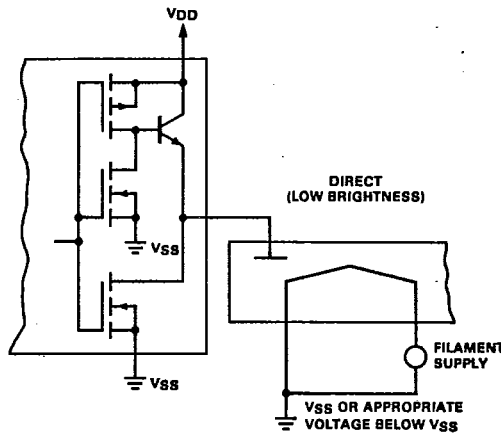 VDD
DIRECT
(LOW BRIGHTNESS)
VSS
VSS
FILAMENT
SUPPLY
VSS OR APPROPRIATE
VOLTAGE BELOW VSS